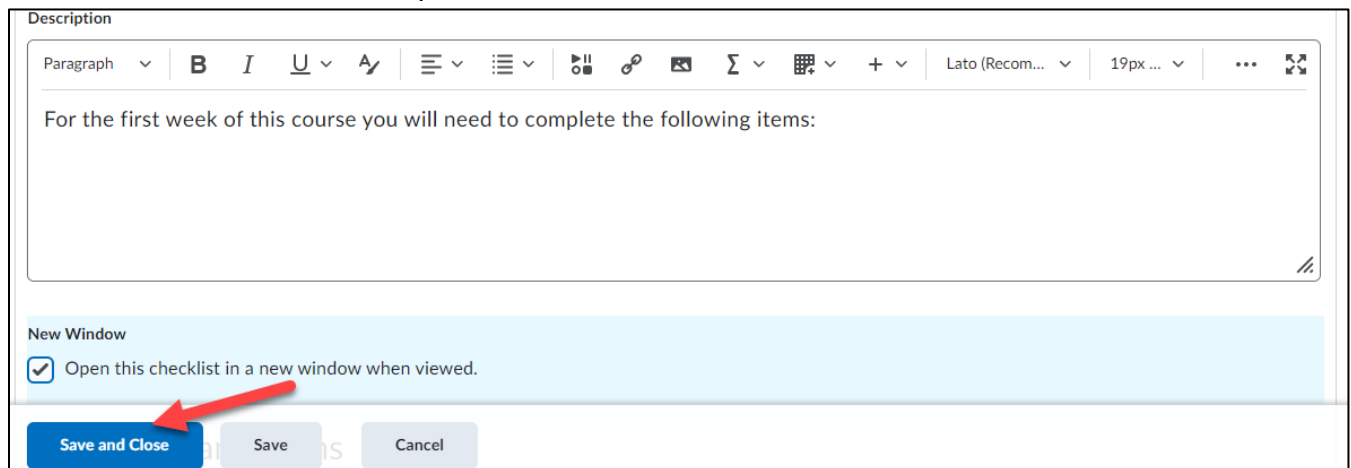 Description
Paragraph B I U A Σ + Lato (Recom... 19px ... ...
For the first week of this course you will need to complete the following items:
New Window
Open this checklist in a new window when viewed.
Save and Close Save Cancel